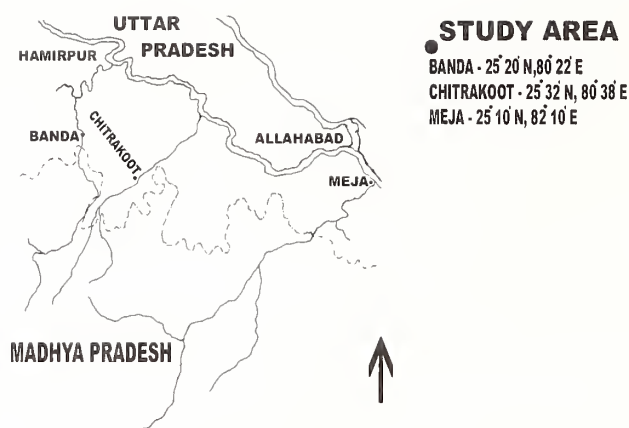 UTTAR
PRADESH
HAMIRPUR
BANDA
CHITRAKOOT
ALLAHABAD
MEJA
MADHYA PRADESH
STUDY AREA
BANDA - 25° 20' N, 80° 22' E
CHITRAKOOT - 25° 32' N, 80° 38' E
MEJA - 25° 10' N, 82° 10' E